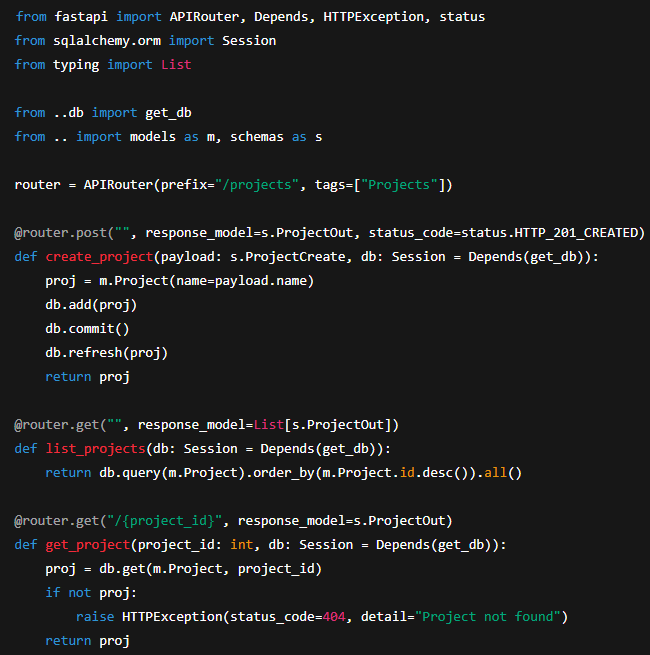 from fastapi import APIRouter, Depends, HTTPException, status
from sqlalchemy.orm import Session
from typing import List

from ..db import get_db
from .. import models as m, schemas as s

router = APIRouter(prefix="/projects", tags=["Projects"])

@router.post("", response_model=s.ProjectOut, status_code=status.HTTP_201_CREATED)
def create_project(payload: s.ProjectCreate, db: Session = Depends(get_db)):
    proj = m.Project(name=payload.name)
    db.add(proj)
    db.commit()
    db.refresh(proj)
    return proj

@router.get("", response_model=List[s.ProjectOut])
def list_projects(db: Session = Depends(get_db)):
    return db.query(m.Project).order_by(m.Project.id.desc()).all()

@router.get("/{project_id}", response_model=s.ProjectOut)
def get_project(project_id: int, db: Session = Depends(get_db)):
    proj = db.get(m.Project, project_id)
    if not proj:
        raise HTTPException(status_code=404, detail="Project not found")
    return proj